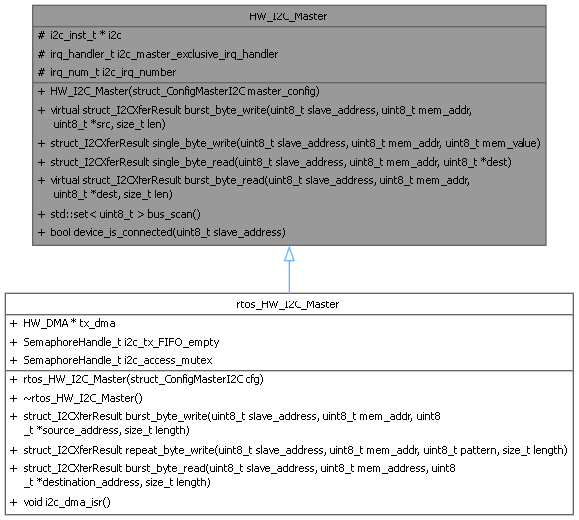 HW_I2C_Master
# i2c_inst_t * i2c
# irq_handler_t i2c_master_exclusive_irq_handler
# irq_num_t i2c_irq_number
+ HW_I2C_Master(struct_ConfigMasterI2C master_config)
+ virtual struct_I2CXferResult burst_byte_write(uint8_t slave_address, uint8_t mem_addr,
uint8_t *src, size_t len)
+ struct_I2CXferResult single_byte_write(uint8_t slave_address, uint8_t mem_addr, uint8_t mem_value)
+ struct_I2CXferResult single_byte_read(uint8_t slave_address, uint8_t mem_addr, uint8_t *dest)
+ virtual struct_I2CXferResult burst_byte_read(uint8_t slave_address, uint8_t mem_addr,
uint8_t *dest, size_t len)
+ std::set< uint8_t > bus_scan()
+ bool device_is_connected(uint8_t slave_address)
rtos_HW_I2C_Master
+ HW_DMA * tx_dma
+ SemaphoreHandle_t i2c_tx_FIFO_empty
+ SemaphoreHandle_t i2c_access_mutex
+ rtos_HW_I2C_Master(struct_ConfigMasterI2C cfg)
+ ~rtos_HW_I2C_Master()
+ struct_I2CXferResult burst_byte_write(uint8_t slave_address, uint8_t mem_addr, uint8
_t *source_address, size_t length)
+ struct_I2CXferResult repeat_byte_write(uint8_t slave_address, uint8_t mem_addr, uint8_t pattern, size_t length)
+ struct_I2CXferResult burst_byte_read(uint8_t slave_address, uint8_t mem_address, uint8
_t *destination_address, size_t length)
+ void i2c_dma_isr()